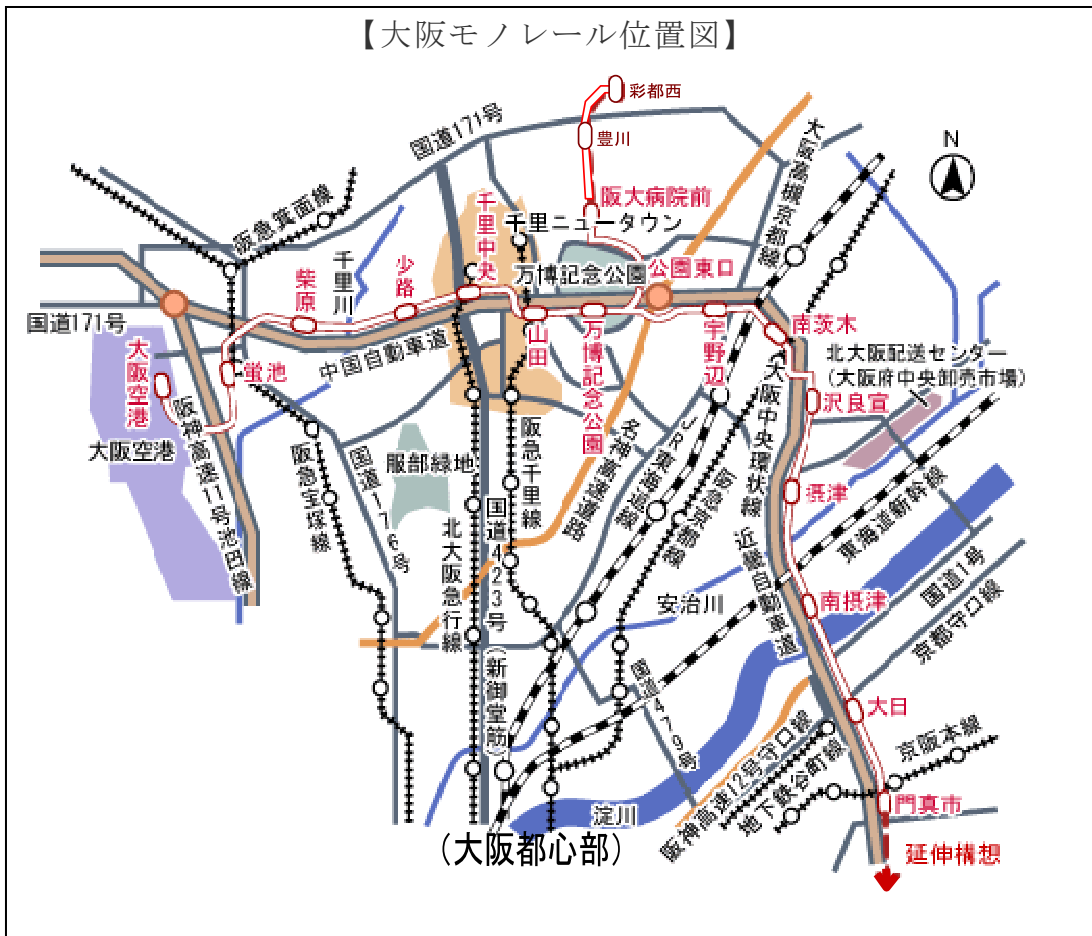 【大阪モノレール位置図】
彩都西
豊川
国道171号
大阪高槻京都線
N
阪急箕面線
阪大病院前
千里ニュータウン
千里中央
万博記念公園
公園東口
千里川
柴原
少路
国道171号
中国自動車道
山田
万博記念公園
宇野辺
南茨木
北大阪配送センター
(大阪府中央卸売市場)
大阪空港
蛍池
沢良宜
大阪空港
阪神高速11号池田線
阪急宝塚線
国道176号
服部緑地
阪急千里線
名神高速道路
JR東海道線
阪急京都線
大阪中央環状線
摂津
東海道新幹線
北大阪急行線
国道423号(新御堂筋)
安治川
近畿自動車道
南摂津
国道1号
京都守口線
国道479号
大日
京阪本線
阪神高速12号守口線
地下鉄谷町線
門真市
淀川
(大阪都心部)
延伸構想